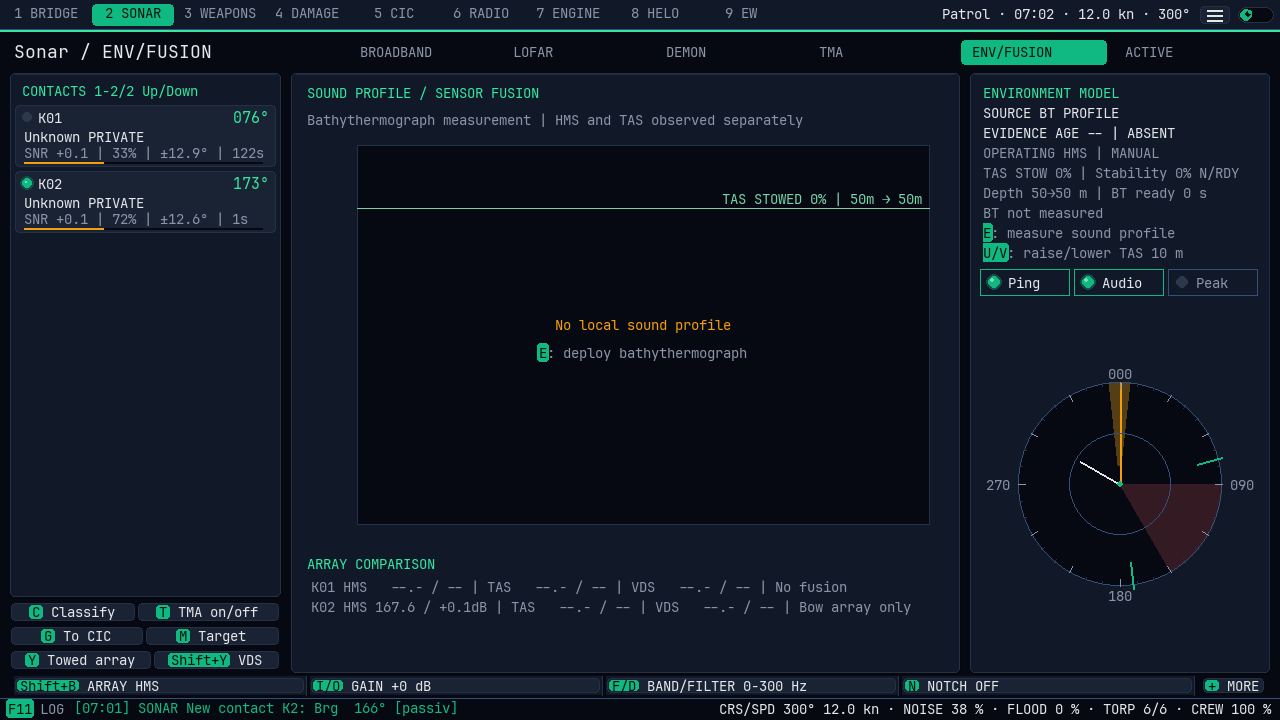 1 BRIDGE 2 SONAR 3 WEAPONS 4 DAMAGE 5 CIC 6 RADIO 7 ENGINE 8 HELO 9 EW Patrol · 07:02 · 12.0 kn · 300°
Sonar / ENV/FUSION BROADBAND LOFAR DEMON TMA ENV/FUSION ACTIVE
CONTACTS 1-2/2 Up/Down
K01 076°
Unknown PRIVATE
SNR +0.1 | 33% | ±12.9° | 122s
K02 173°
Unknown PRIVATE
SNR +0.1 | 72% | ±12.6° | 1s
C Classify T TMA on/off
G To CIC M Target
Y Towed array Shift+Y VDS
SOUND PROFILE / SENSOR FUSION
Bathythermograph measurement | HMS and TAS observed separately
TAS STOWED 0% | 50m → 50m
No local sound profile
E: deploy bathythermograph
ARRAY COMPARISON
K01 HMS --.- / -- | TAS --.- / -- | VDS --.- / -- | No fusion
K02 HMS 167.6 / +0.1dB | TAS --.- / -- | VDS --.- / -- | Bow array only
ENVIRONMENT MODEL
SOURCE BT PROFILE
EVIDENCE AGE -- | ABSENT
OPERATING HMS | MANUAL
TAS STOW 0% | Stability 0% N/RDY
Depth 50→50 m | BT ready 0 s
BT not measured
E: measure sound profile
U/V: raise/lower TAS 10 m
Ping Audio Peak
000
270 090
180
Shift+B ARRAY HMS I/O GAIN +0 dB F/D BAND/FILTER 0-300 Hz N NOTCH OFF + MORE
F11 LOG [07:01] SONAR New contact K2: Brg 166° [passiv] CRS/SPD 300° 12.0 kn · NOISE 38 % · FLOOD 0 % · TORP 6/6 · CREW 100 %